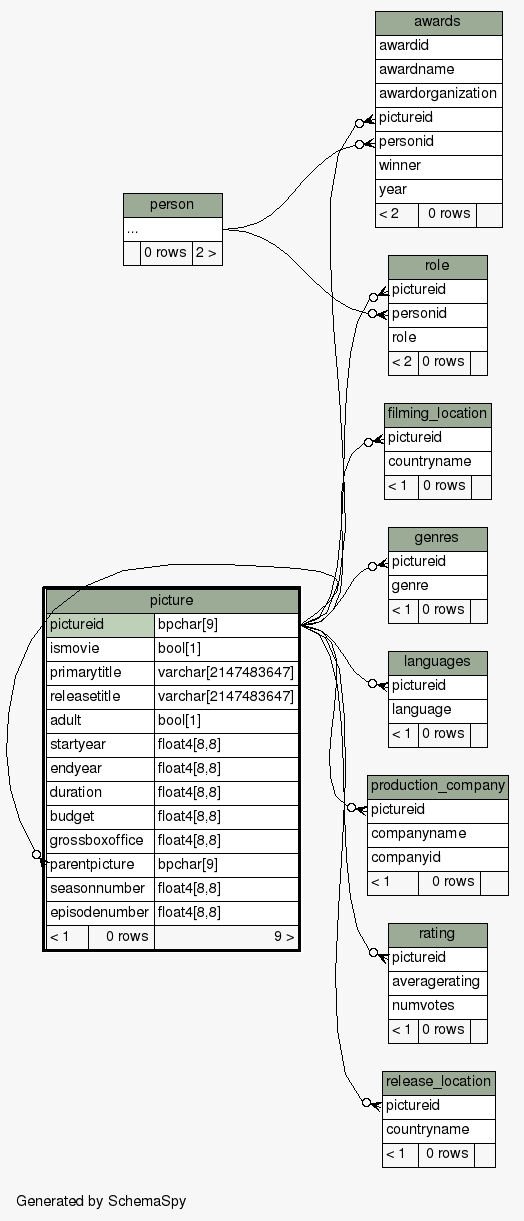 awards
awardid
awardname
awardorganization
pictureid
personid
winner
year
< 2 0 rows
person
...
0 rows 2 >
role
pictureid
personid
role
< 2 0 rows
filming_location
pictureid
countryname
< 1 0 rows
genres
pictureid
genre
< 1 0 rows
picture
pictureid bpchar[9]
ismovie bool[1]
primarytitle varchar[2147483647]
releasetitle varchar[2147483647]
adult bool[1]
startyear float4[8,8]
endyear float4[8,8]
duration float4[8,8]
budget float4[8,8]
grossboxoffice float4[8,8]
parentpicture bpchar[9]
seasonnumber float4[8,8]
episodenumber float4[8,8]
< 1 0 rows 9 >
languages
pictureid
language
< 1 0 rows
production_company
pictureid
companyname
companyid
< 1 0 rows
rating
pictureid
averagerating
numvotes
< 1 0 rows
release_location
pictureid
countryname
< 1 0 rows
Generated by SchemaSpy